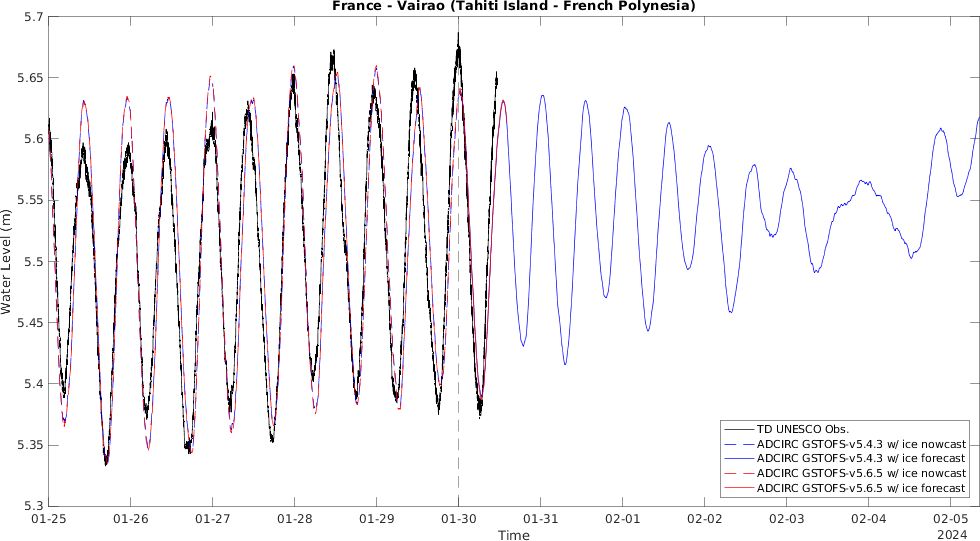 France - Vairao (Tahiti Island - French Polynesia)
5.7
5.65
5.6
5.55
5.5
5.45
5.4
5.35
5.3
Water Level (m)
TD UNESCO Obs.
ADCIRC GSTOFS-v5.4.3 w/ ice nowcast
ADCIRC GSTOFS-v5.4.3 w/ ice forecast
ADCIRC GSTOFS-v5.6.5 w/ ice nowcast
ADCIRC GSTOFS-v5.6.5 w/ ice forecast
01-25 01-26 01-27 01-28 01-29 01-30 01-31 02-01 02-02 02-03 02-04 02-05
Time 2024